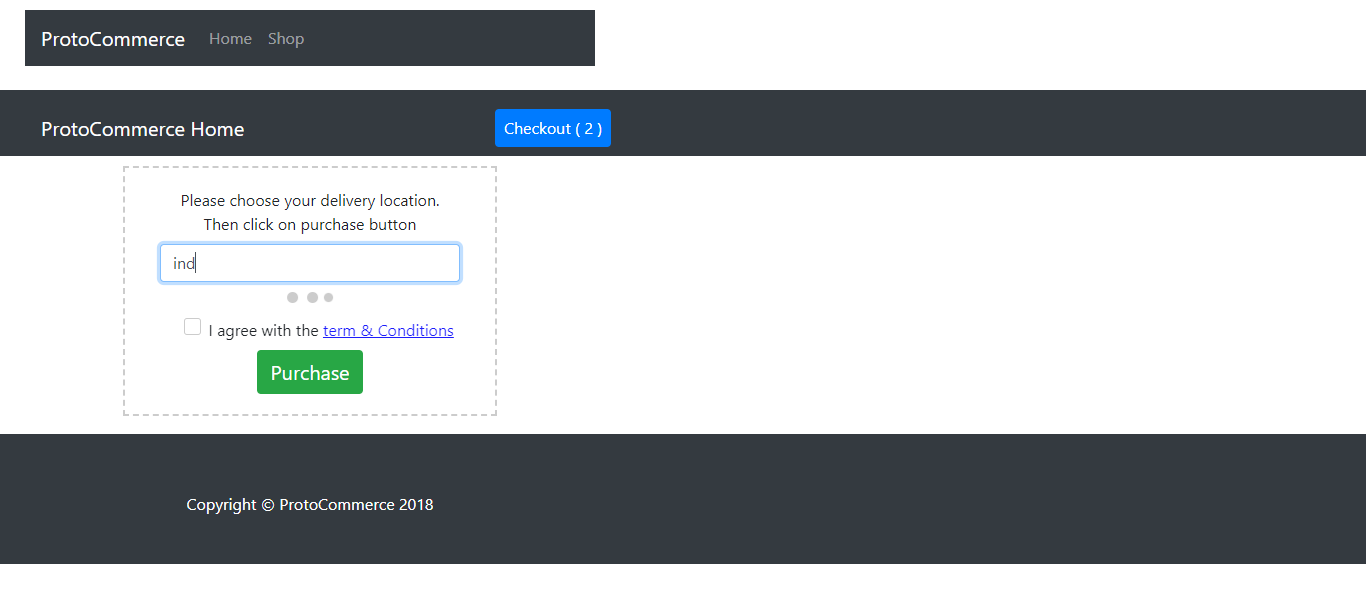 ProtoCommerce Home Shop
ProtoCommerce Home Checkout ( 2 )
Please choose your delivery location.
Then click on purchase button
ind
I agree with the term & Conditions
Purchase
Copyright © ProtoCommerce 2018